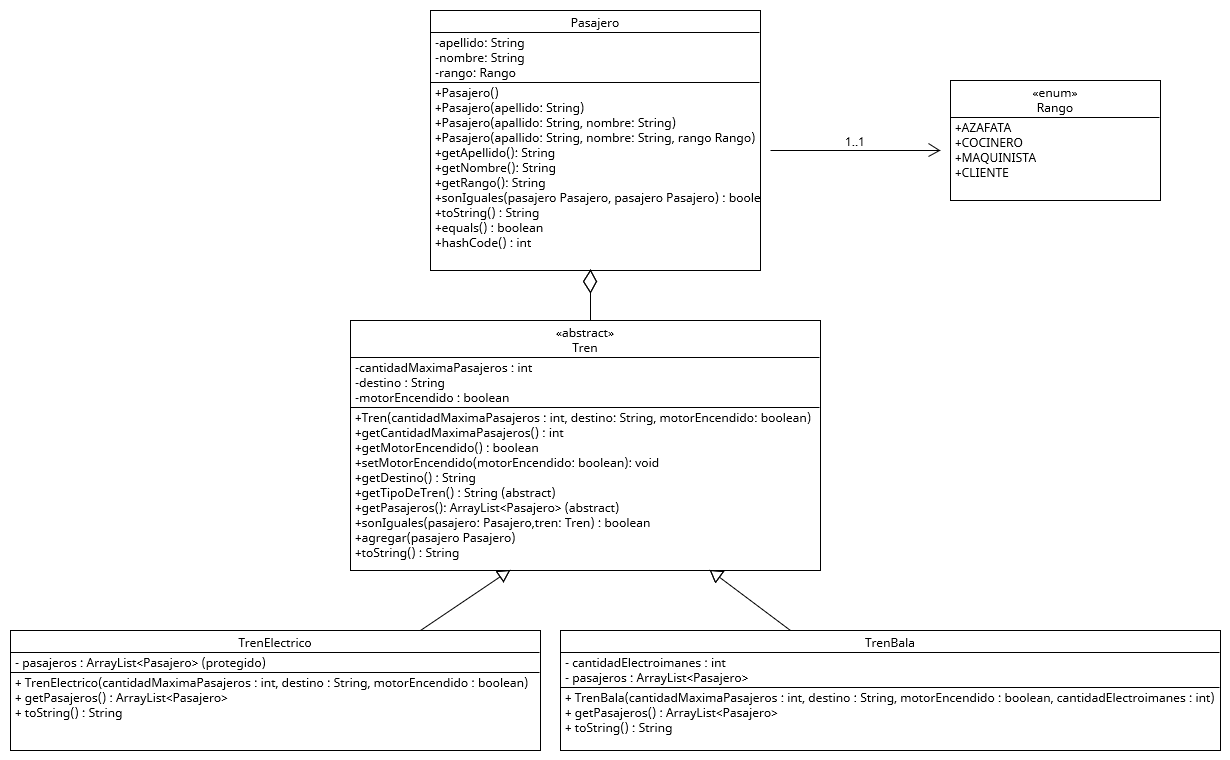 Pasajero
-apellido: String
-nombre: String
-rango: Rango
+Pasajero()
+Pasajero(apellido: String)
+Pasajero(apellido: String, nombre: String)
+Pasajero(apallido: String, nombre: String, rango Rango)
+getApellido(): String
+getNombre(): String
+getRango(): String
+sonIguales(pasajero Pasajero, pasajero Pasajero) : boole
+toString() : String
+equals() : boolean
+hashCode() : int
1..1
«enum»
Rango
+AZAFATA
+COCINERO
+MAQUINISTA
+CLIENTE
«abstract»
Tren
-cantidadMaximaPasajeros : int
-destino : String
-motorEncendido : boolean
+Tren(cantidadMaximaPasajeros : int, destino: String, motorEncendido: boolean)
+getCantidadMaximaPasajeros() : int
+getMotorEncendido() : boolean
+setMotorEncendido(motorEncendido: boolean): void
+getDestino() : String
+getTipoDeTren() : String (abstract)
+getPasajeros(): ArrayList<Pasajero> (abstract)
+sonIguales(pasajero: Pasajero,tren: Tren) : boolean
+agregar(pasajero Pasajero)
+toString() : String
TrenElectrico
- pasajeros : ArrayList<Pasajero> (protegido)
+ TrenElectrico(cantidadMaximaPasajeros : int, destino : String, motorEncendido : boolean)
+ getPasajeros() : ArrayList<Pasajero>
+ toString() : String
TrenBala
- cantidadElectroimanes : int
- pasajeros : ArrayList<Pasajero>
+ TrenBala(cantidadMaximaPasajeros : int, destino : String, motorEncendido : boolean, cantidadElectroimanes : int)
+ getPasajeros() : ArrayList<Pasajero>
+ toString() : String